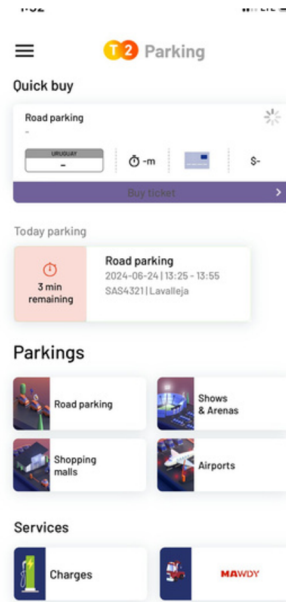 T2 Parking
Quick buy
Road parking
-
URUGUAY
-
-m
$-
Buy ticket
Today parking
3 min
remaining
Road parking
2024-06-24 | 13:25 - 13:55
SAS4321 | Lavalleja
Parkings
Road parking
Shows
& Arenas
Shopping
malls
Airports
Services
Charges
MAWDY